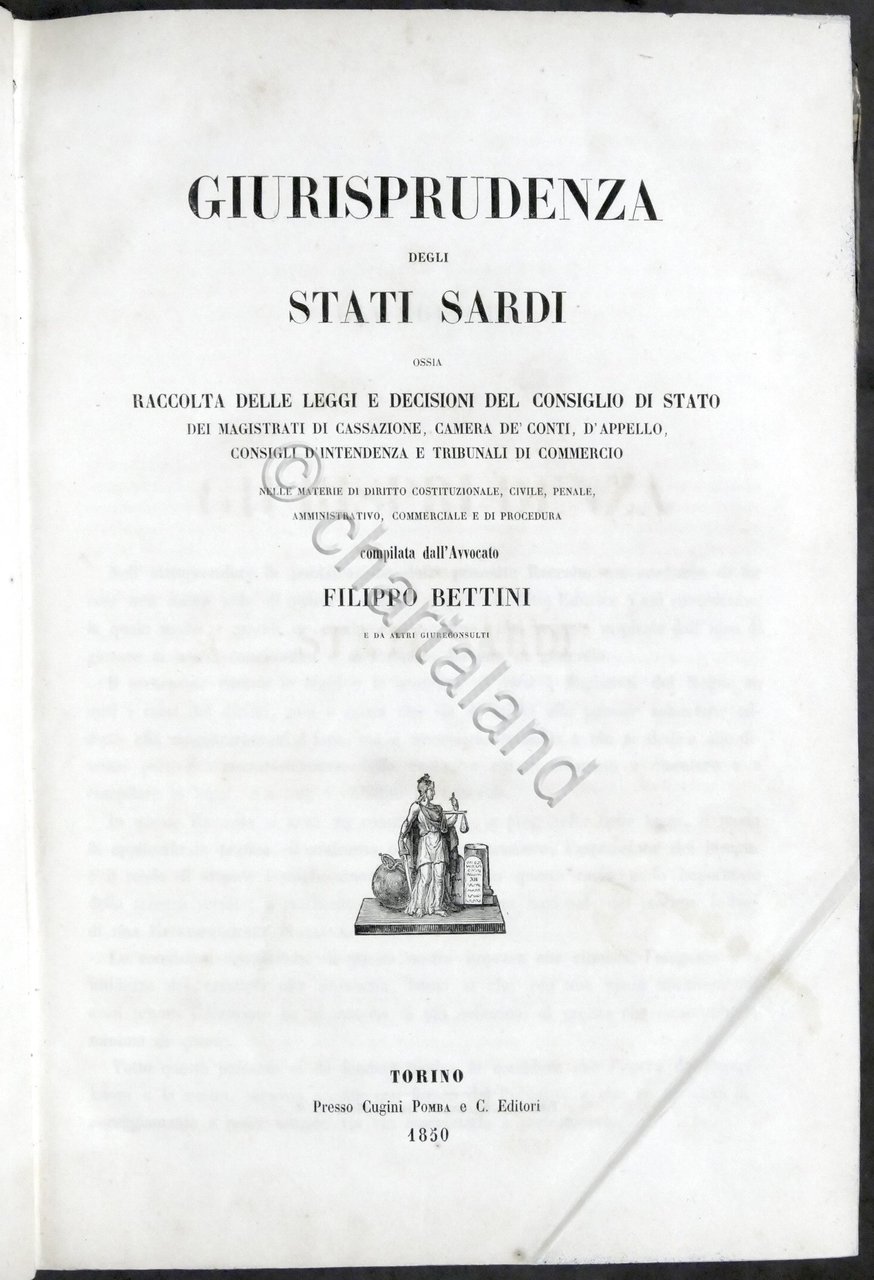 GIURISPRUDENZA
DEGLI
STATI SARDI
OSSIA
RACCOLTA DELLE LEGGI E DECISIONI DEL CONSIGLIO DI STATO
DEI MAGISTRATI DI CASSAZIONE, CAMERA DE' CONTI, D'APPELLO,
CONSIGLI D'INTENDENZA E TRIBUNALI DI COMMERCIO
NELLE MATERIE DI DIRITTO COSTITUZIONALE, CIVILE, PENALE,
AMMINISTRATIVO, COMMERCIALE E DI PROCEDURA
compilata dall'Avvocato
FILIPPO BETTINI
E DA ALTRI GIURECONSULTI
© chartaland
XII
TORINO
Presso Cugini POMBA e C. Editori
1850